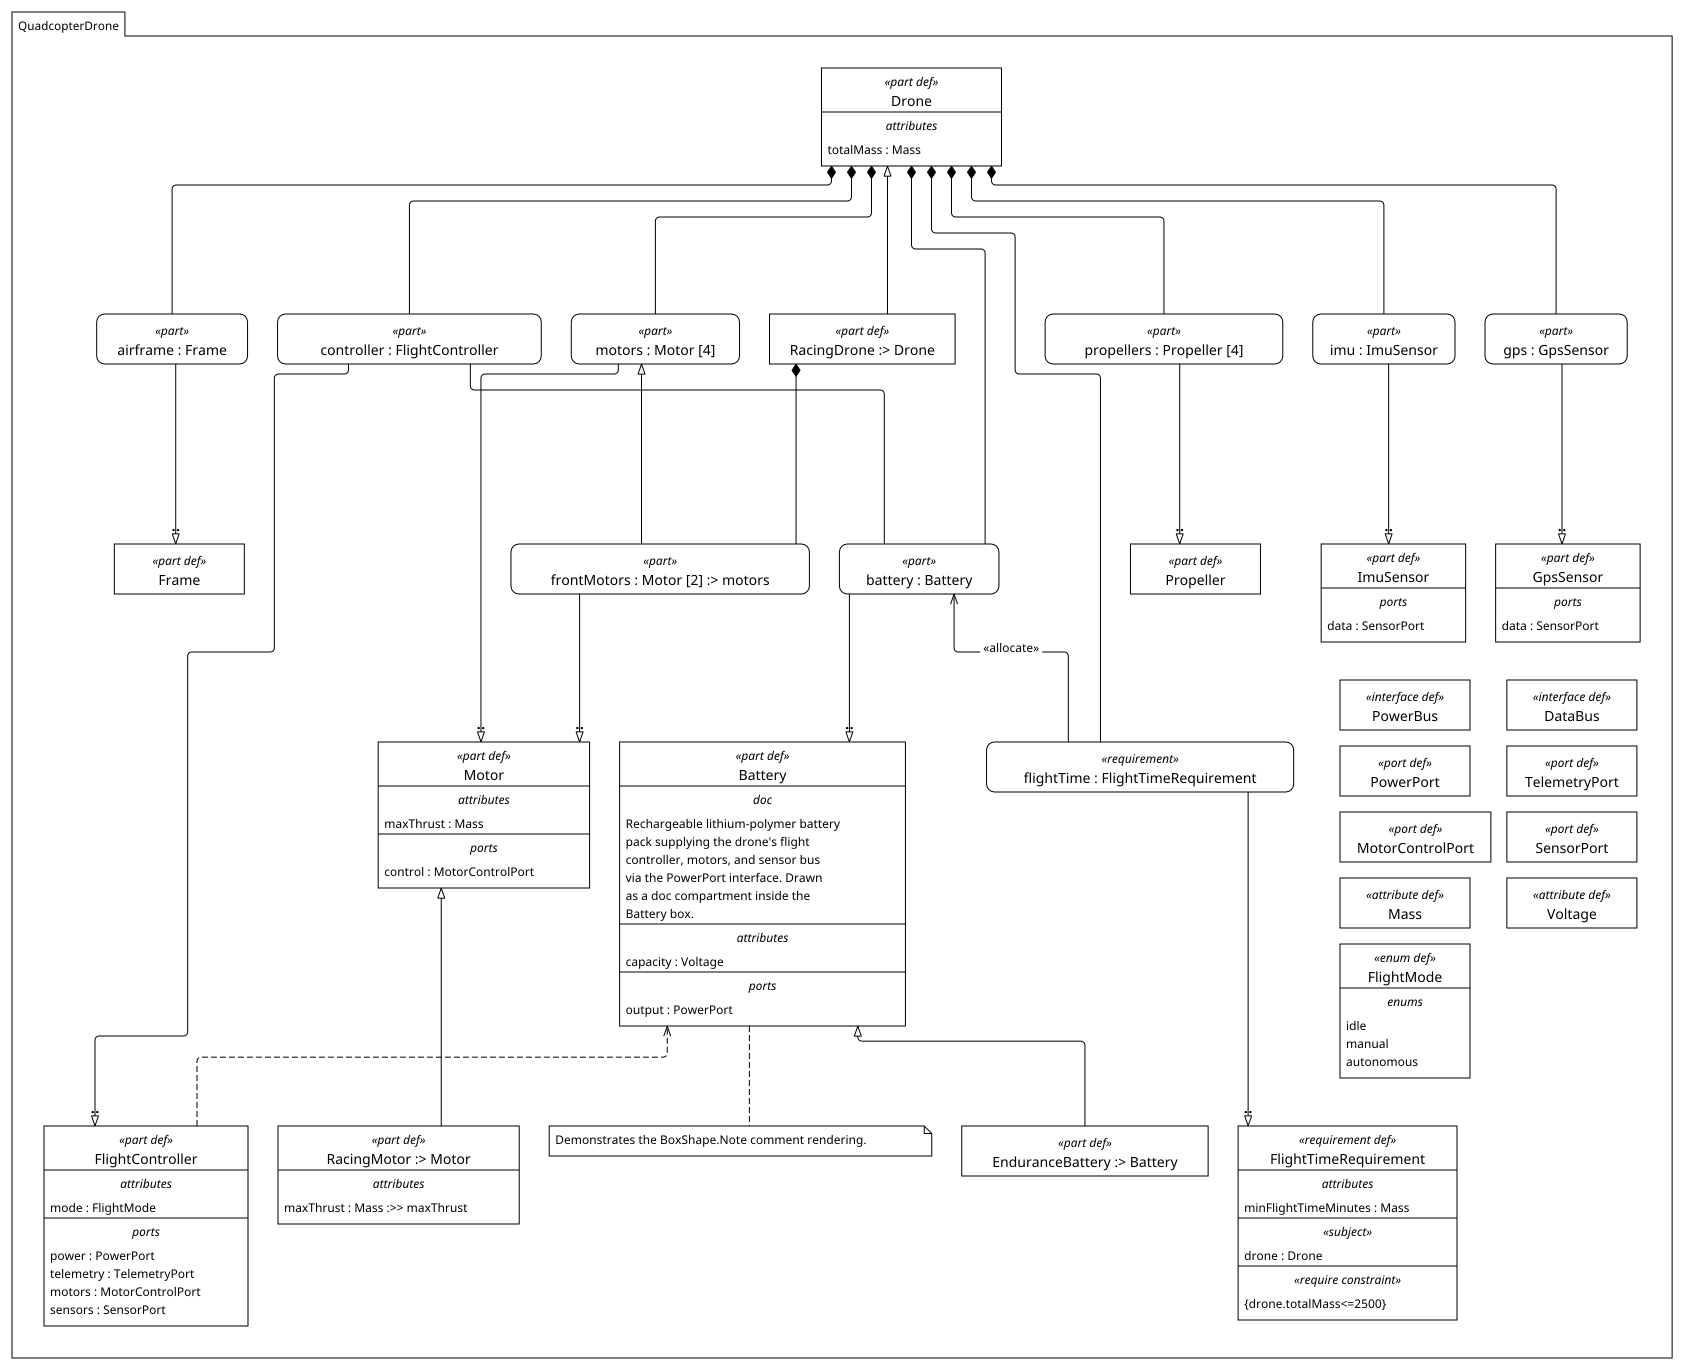 QuadcopterDrone
«part def»
Drone
attributes
totalMass : Mass
«part»
airframe : Frame
«part»
controller : FlightController
«part»
motors : Motor [4]
«part def»
RacingDrone :> Drone
«part»
propellers : Propeller [4]
«part»
imu : ImuSensor
«part»
gps : GpsSensor
«part def»
Frame
«part»
frontMotors : Motor [2] :> motors
«part»
battery : Battery
«part def»
Propeller
«part def»
ImuSensor
ports
data : SensorPort
«part def»
GpsSensor
ports
data : SensorPort
«allocate»
«interface def»
PowerBus
«interface def»
DataBus
«port def»
PowerPort
«port def»
TelemetryPort
«port def»
MotorControlPort
«port def»
SensorPort
«attribute def»
Mass
«attribute def»
Voltage
«enum def»
FlightMode
enums
idle
manual
autonomous
«part def»
Motor
attributes
maxThrust : Mass
ports
control : MotorControlPort
«part def»
Battery
doc
Rechargeable lithium-polymer battery
pack supplying the drone's flight
controller, motors, and sensor bus
via the PowerPort interface. Drawn
as a doc compartment inside the
Battery box.
attributes
capacity : Voltage
ports
output : PowerPort
«requirement»
flightTime : FlightTimeRequirement
«part def»
FlightController
attributes
mode : FlightMode
ports
power : PowerPort
telemetry : TelemetryPort
motors : MotorControlPort
sensors : SensorPort
«part def»
RacingMotor :> Motor
attributes
maxThrust : Mass :>> maxThrust
Demonstrates the BoxShape.Note comment rendering.
«part def»
EnduranceBattery :> Battery
«requirement def»
FlightTimeRequirement
attributes
minFlightTimeMinutes : Mass
«subject»
drone : Drone
«require constraint»
{drone.totalMass<=2500}